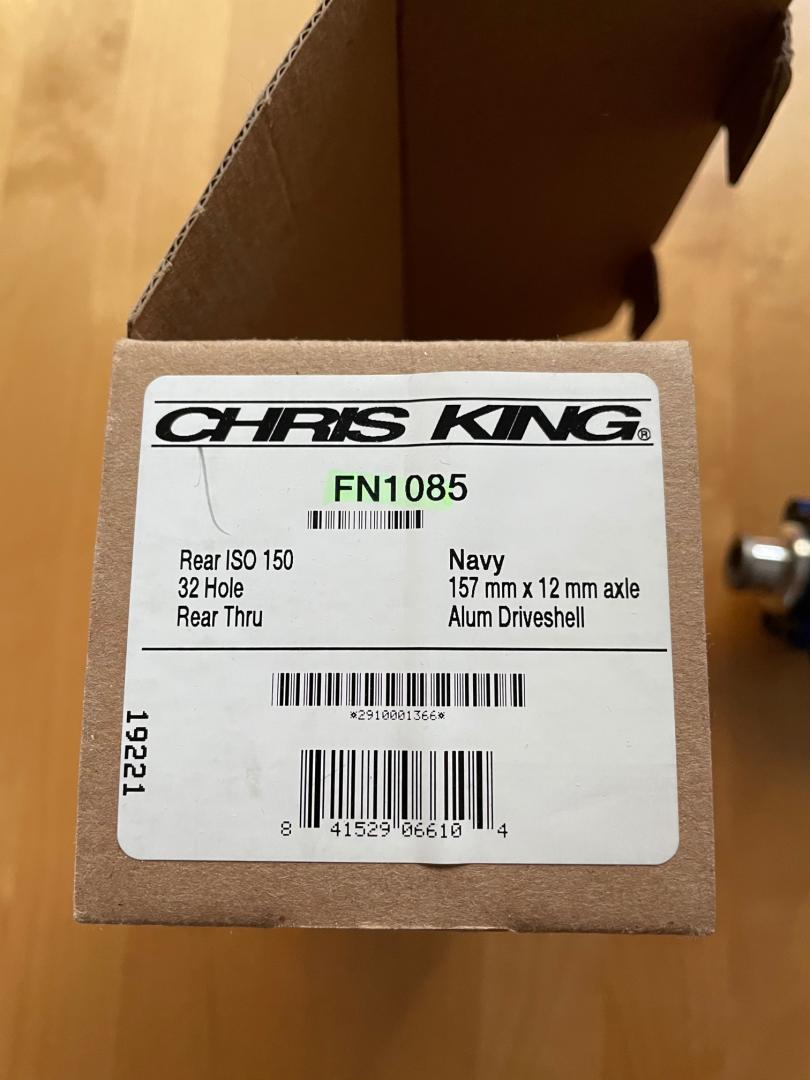 CHRIS KING®
FN1085
Rear ISO 150
32 Hole
Rear Thru
Navy
157 mm x 12 mm axle
Alum Driveshell
*2910001366*
19221
8 41529 06610 4